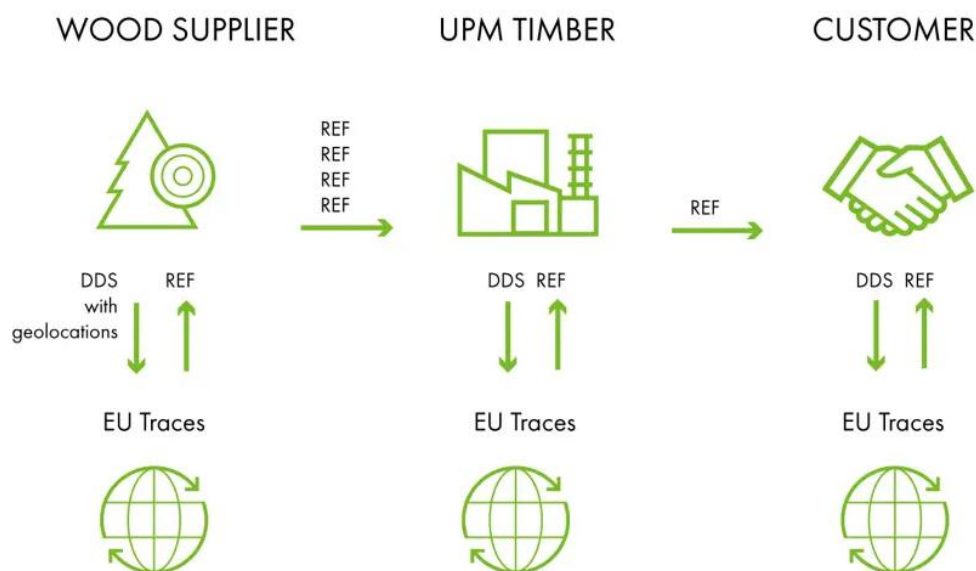 WOOD SUPPLIER
UPM TIMBER
CUSTOMER
REF
REF
REF
REF
REF
DDS
with
geolocations
REF
DDS REF
DDS REF
EU Traces
EU Traces
EU Traces